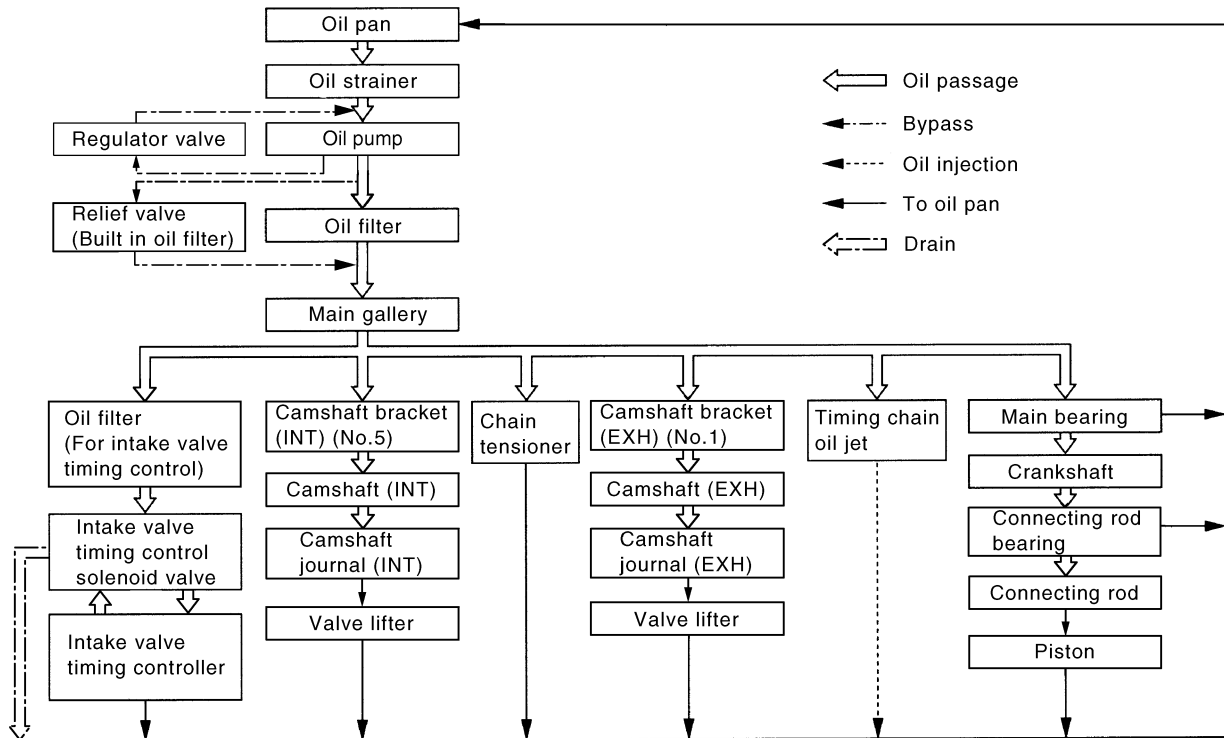 Oil pan
Oil strainer
Oil passage
Regulator valve
Oil pump
Bypass
Oil injection
Relief valve
(Built in oil filter)
Oil filter
To oil pan
Drain
Main gallery
Oil filter
(For intake valve
timing control)
Camshaft bracket
(INT) (No.5)
Chain
tensioner
Camshaft bracket
(EXH) (No.1)
Timing chain
oil jet
Main bearing
Crankshaft
Camshaft (INT)
Camshaft (EXH)
Intake valve
timing control
solenoid valve
Camshaft
journal (INT)
Camshaft
journal (EXH)
Connecting rod
bearing
Connecting rod
Intake valve
timing controller
Valve lifter
Valve lifter
Piston